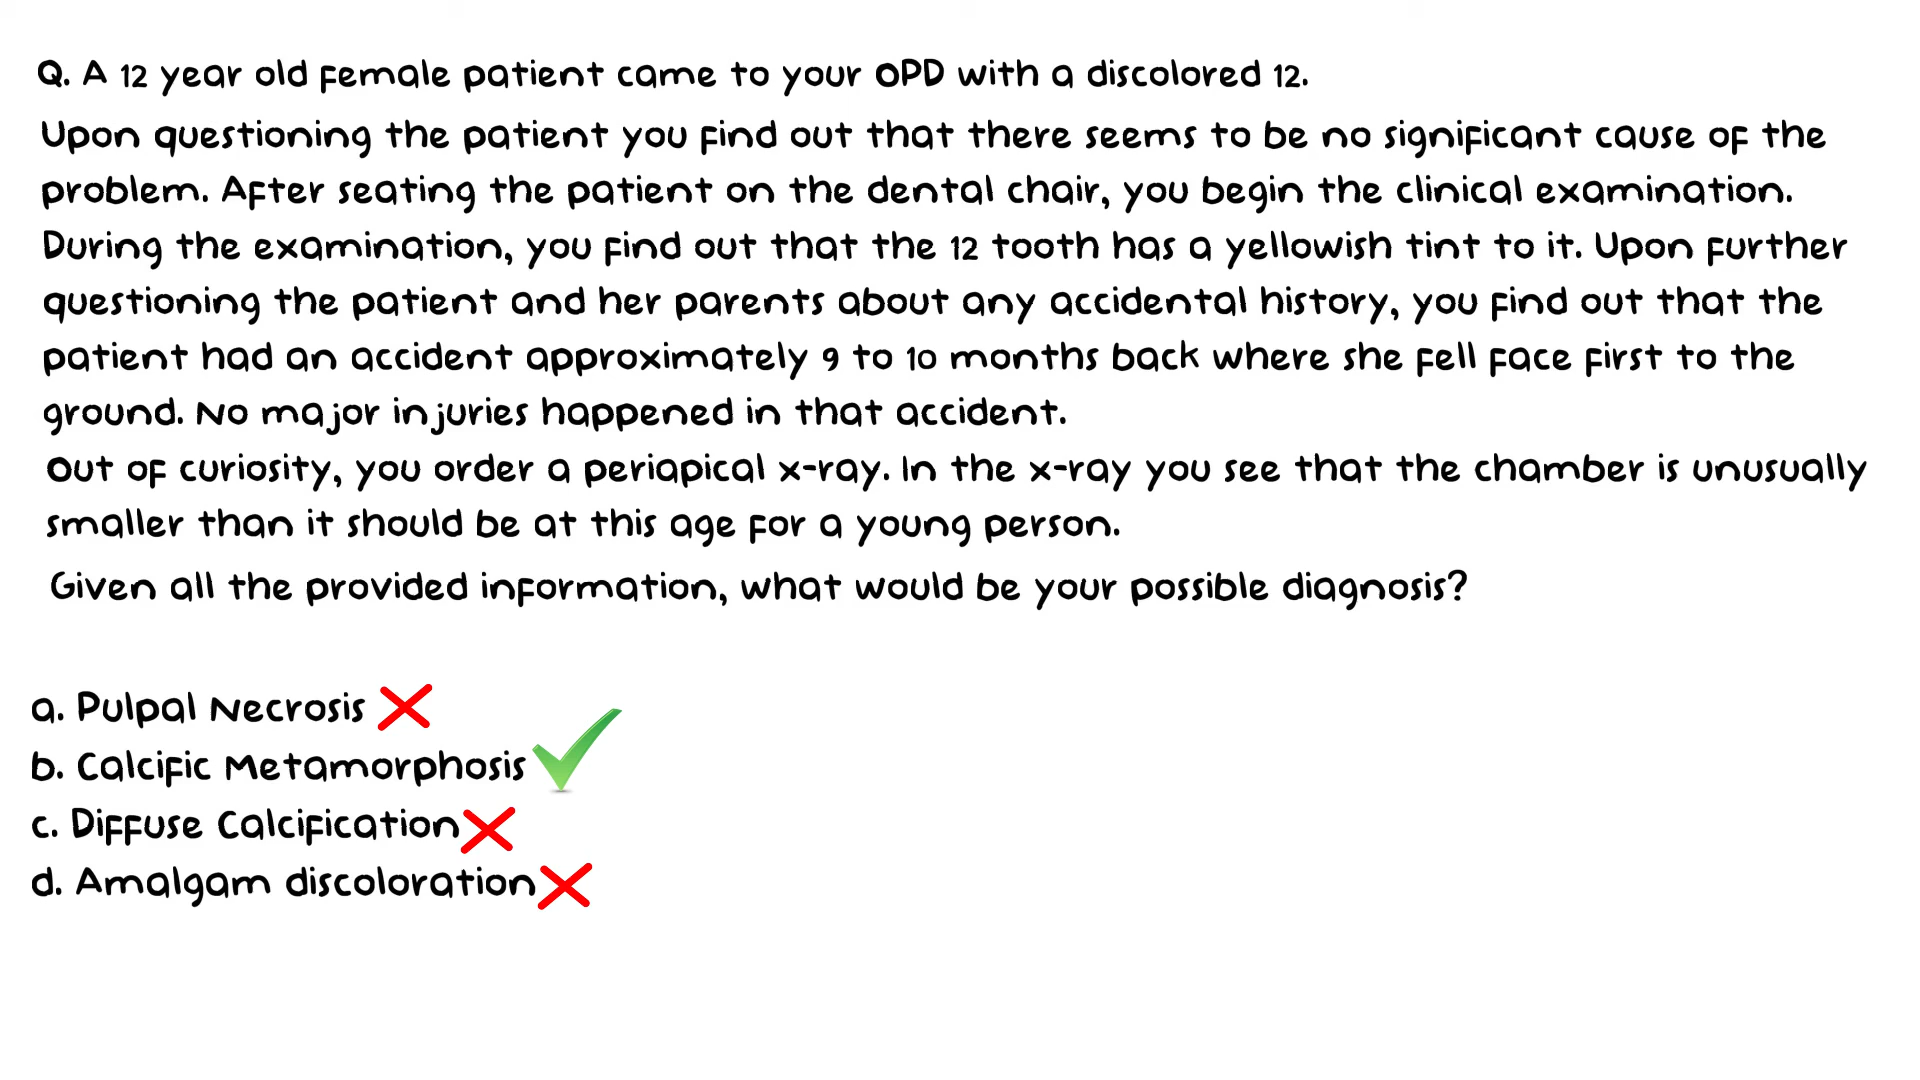 Q. A 12 year old female patient came to your OPD with a discolored 12.
Upon questioning the patient you find out that there seems to be no significant cause of the
problem. After seating the patient on the dental chair, you begin the clinical examination.
During the examination, you find out that the 12 tooth has a yellowish tint to it. Upon further
questioning the patient and her parents about any accidental history, you find out that the
patient had an accident approximately 9 to 10 months back where she fell face first to the
ground. No major injuries happened in that accident.
Out of curiosity, you order a periapical x-ray. In the x-ray you see that the chamber is unusually
smaller than it should be at this age for a young person.
Given all the provided information, what would be your possible diagnosis?
a. Pulpal Necrosis
b. Calcific Metamorphosis
c. Diffuse Calcification
d. Amalgam discoloration